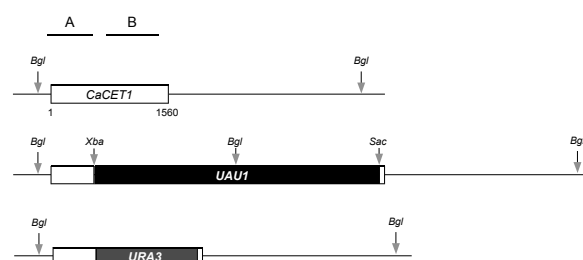 A B
Bgl Bgl
CaCET1
1 1560
Bgl Xba Bgl Sac Bg
UAU1
Bgl Bgl
URA3